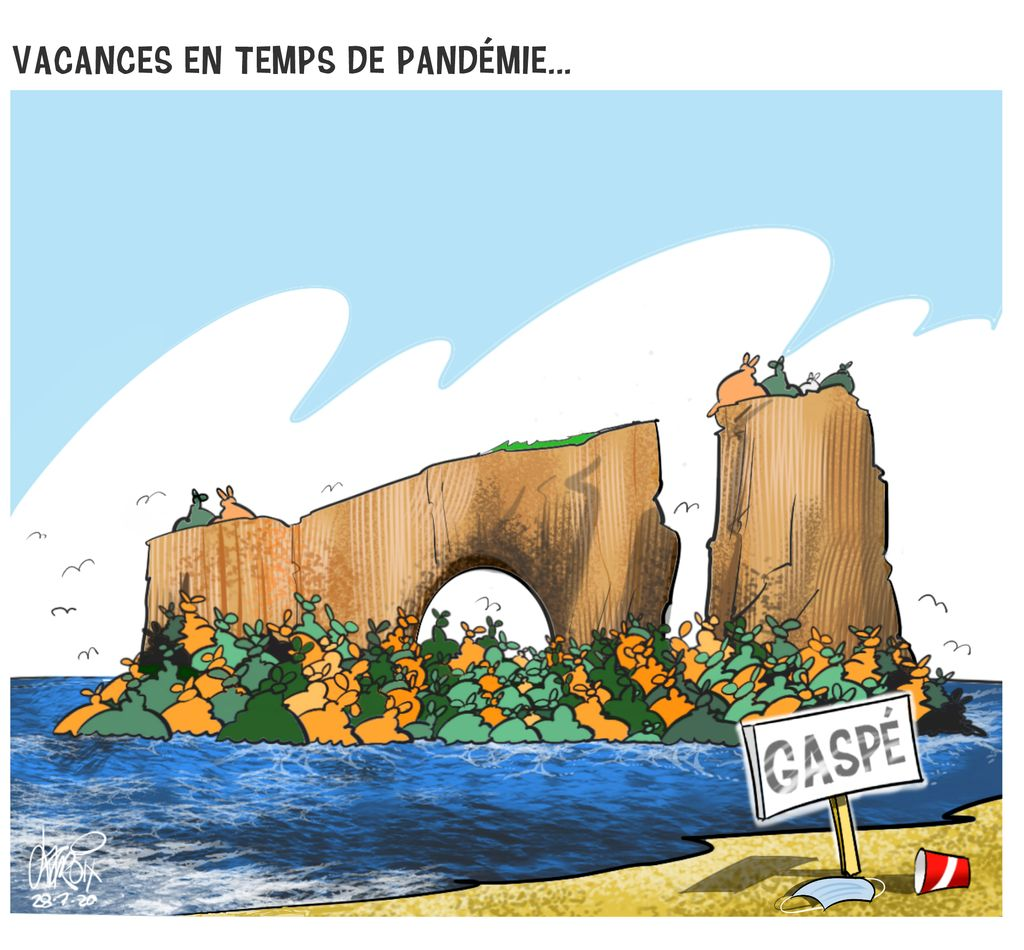 VACANCES EN TEMPS DE PANDÉMIE...
GASPÉ
28-7-20